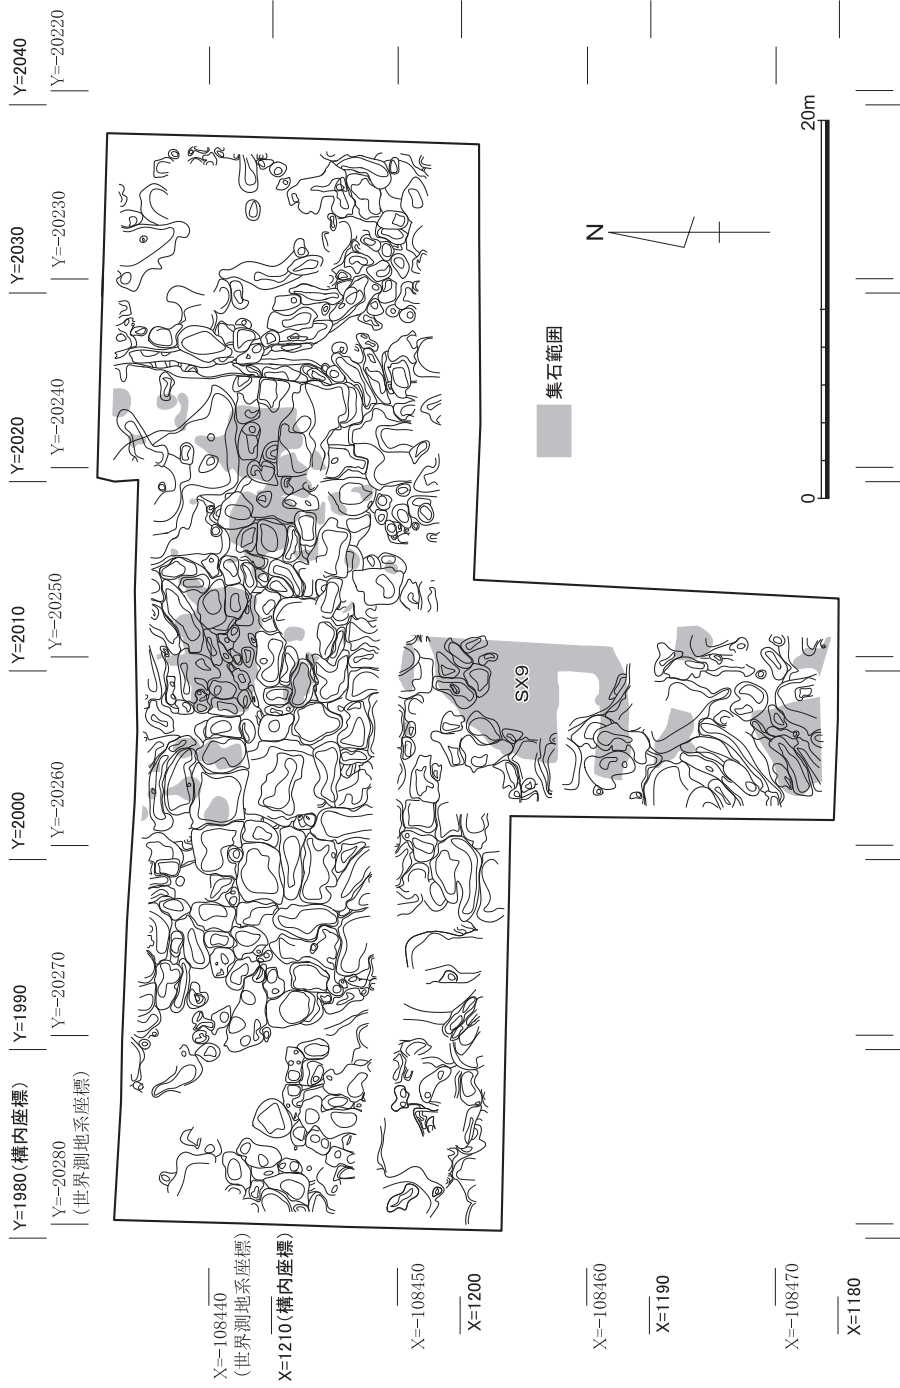 Y=1980(構内座標)
Y=1990
Y=2000
Y=2010
Y=2020
Y=2030
Y=2040
Y=-20280
(世界測地系座標)
Y=-20270
Y=-20260
Y=-20250
Y=-20240
Y=-20230
Y=-20220
X=-108440
(世界測地系座標)
X=1210(構内座標)
X=-108450
X=1200
X=-108460
X=1190
X=-108470
X=1180
SX9
集石範囲
N
0
20m